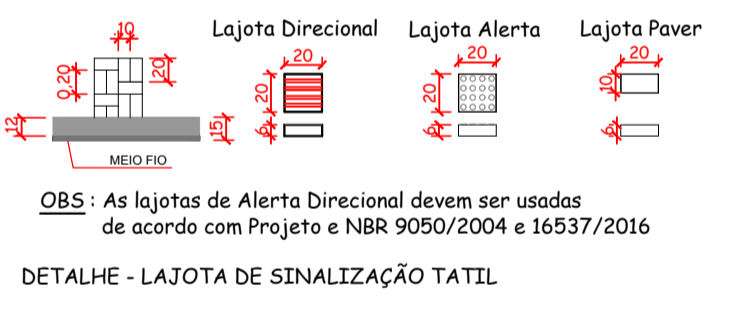 Lajota Direcional
Lajota Alerta
Lajota Paver
.10
.20
0,20
12
.15
MEIO FIO
20
20
6
20
20
6
20
10
6
OBS : As lajotas de Alerta Direcional devem ser usadas
de acordo com Projeto e NBR 9050/2004 e 16537/2016
DETALHE - LAJOTA DE SINALIZAÇÃO TATIL